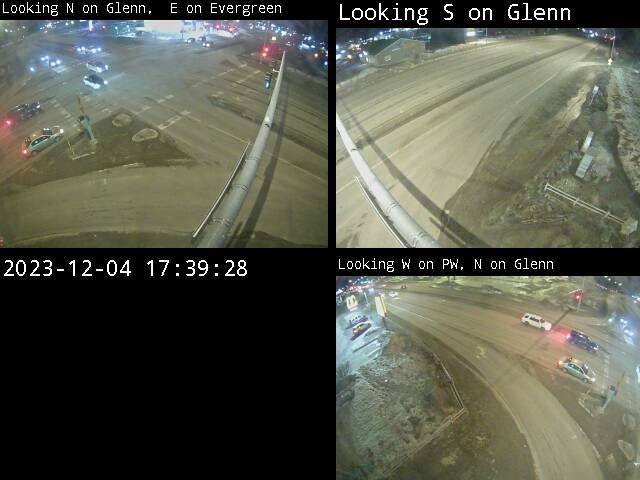 Looking N on Glenn,  E on Evergreen
Looking S on Glenn
2023-12-04 17:39:28
Looking W on PW, N on Glenn